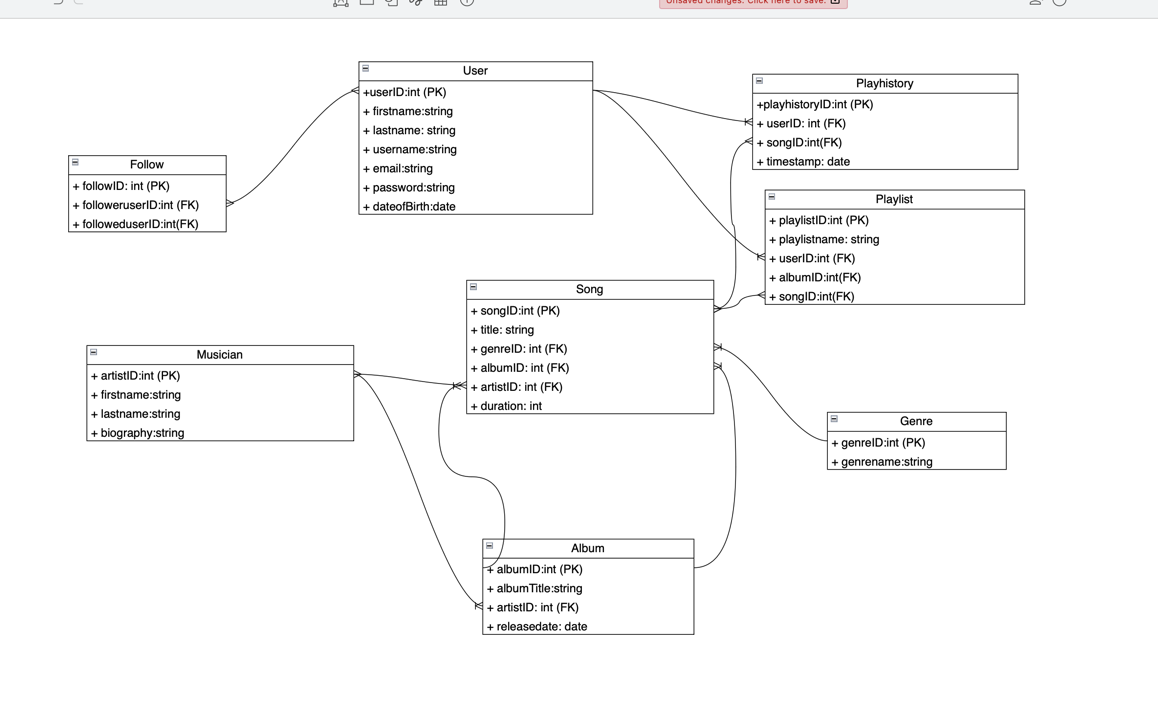 Unsaved changes. Click here to save.
User
+userID:int (PK)
+ firstname:string
+ lastname: string
+ username:string
+ email:string
+ password:string
+ dateofBirth:date
Playhistory
+playhistoryID:int (PK)
+ userID: int (FK)
+ songID:int(FK)
+ timestamp: date
Follow
+ followID: int (PK)
+ followeruserID:int (FK)
+ followeduserID:int(FK)
Playlist
+ playlistID:int (PK)
+ playlistname: string
+ userID:int (FK)
+ albumID:int(FK)
+ songID:int(FK)
Song
+ songID:int (PK)
+ title: string
+ genreID: int (FK)
+ albumID: int (FK)
+ artistID: int (FK)
+ duration: int
Musician
+ artistID:int (PK)
+ firstname:string
+ lastname:string
+ biography:string
Genre
+ genreID:int (PK)
+ genrename:string
Album
+ albumID:int (PK)
+ albumTitle:string
+ artistID: int (FK)
+ releasedate: date